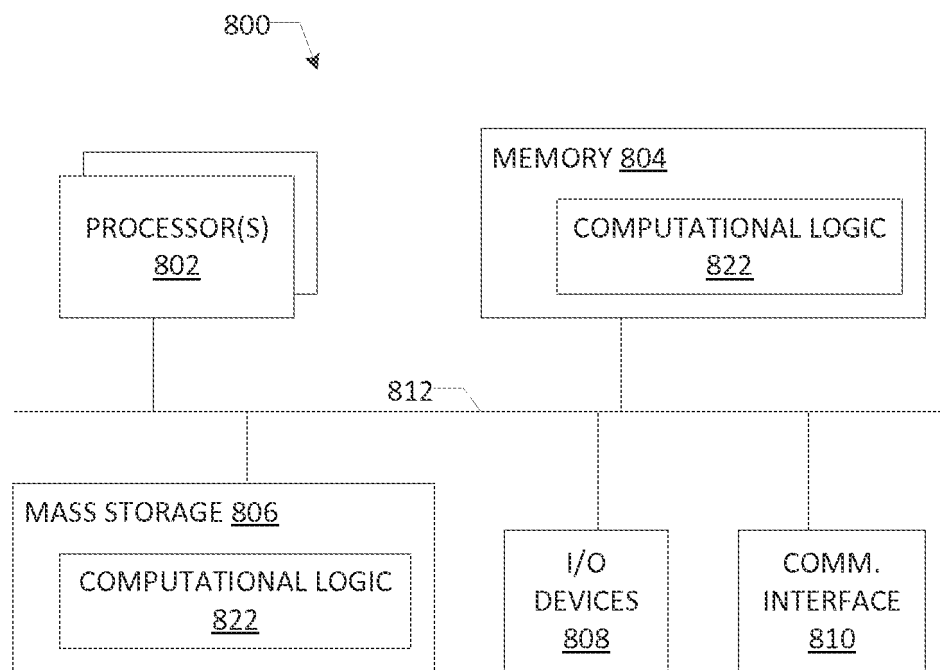 800
PROCESSOR(S)
802
MEMORY 804
COMPUTATIONAL LOGIC
822
812
MASS STORAGE 806
COMPUTATIONAL LOGIC
822
I/O
DEVICES
808
COMM.
INTERFACE
810